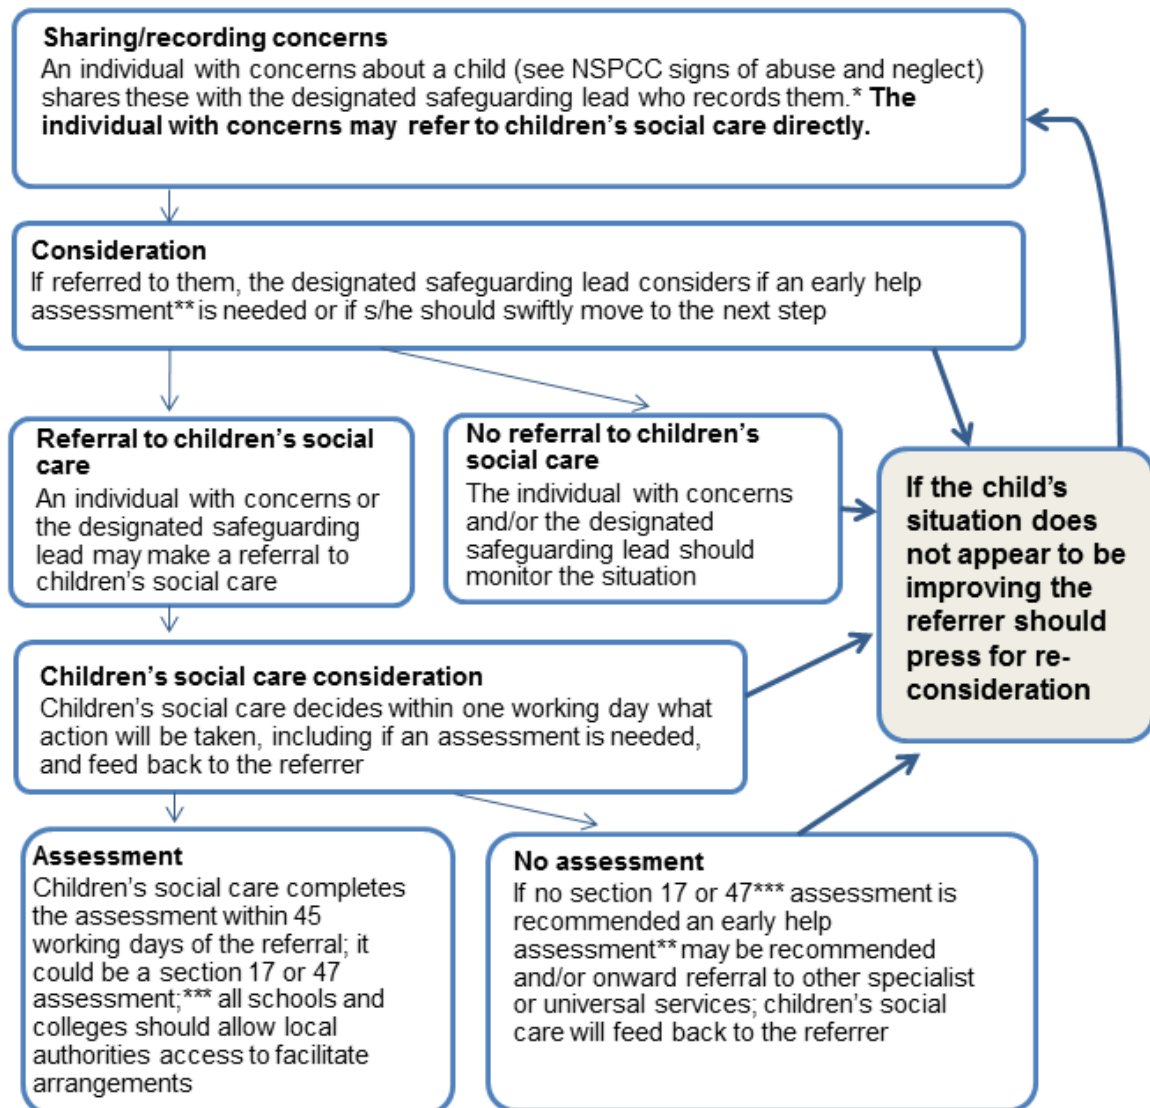 Sharing/recording concerns
An individual with concerns about a child (see NSPCC signs of abuse and neglect)
shares these with the designated safeguarding lead who records them.* The
individual with concerns may refer to children's social care directly.
Consideration
If referred to them, the designated safeguarding lead considers if an early help
assessment** is needed or if s/he should swiftly move to the next step
Referral to children's social
care
An individual with concerns or
the designated safeguarding
lead may make a referral to
children's social care
No referral to children's
social care
The individual with concerns
and/or the designated
safeguarding lead should
monitor the situation
If the child's
situation does
not appear to be
improving the
referrer should
press for re-
consideration
Children's social care consideration
Children's social care decides within one working day what
action will be taken, including if an assessment is needed,
and feed back to the referrer
Assessment
Children's social care completes
the assessment within 45
working days of the referral; it
could be a section 17 or 47
assessment;*** all schools and
colleges should allow local
authorities access to facilitate
arrangements
No assessment
If no section 17 or 47*** assessment is
recommended an early help
assessment** may be recommended
and/or onward referral to other specialist
or universal services; children's social
care will feed back to the referrer